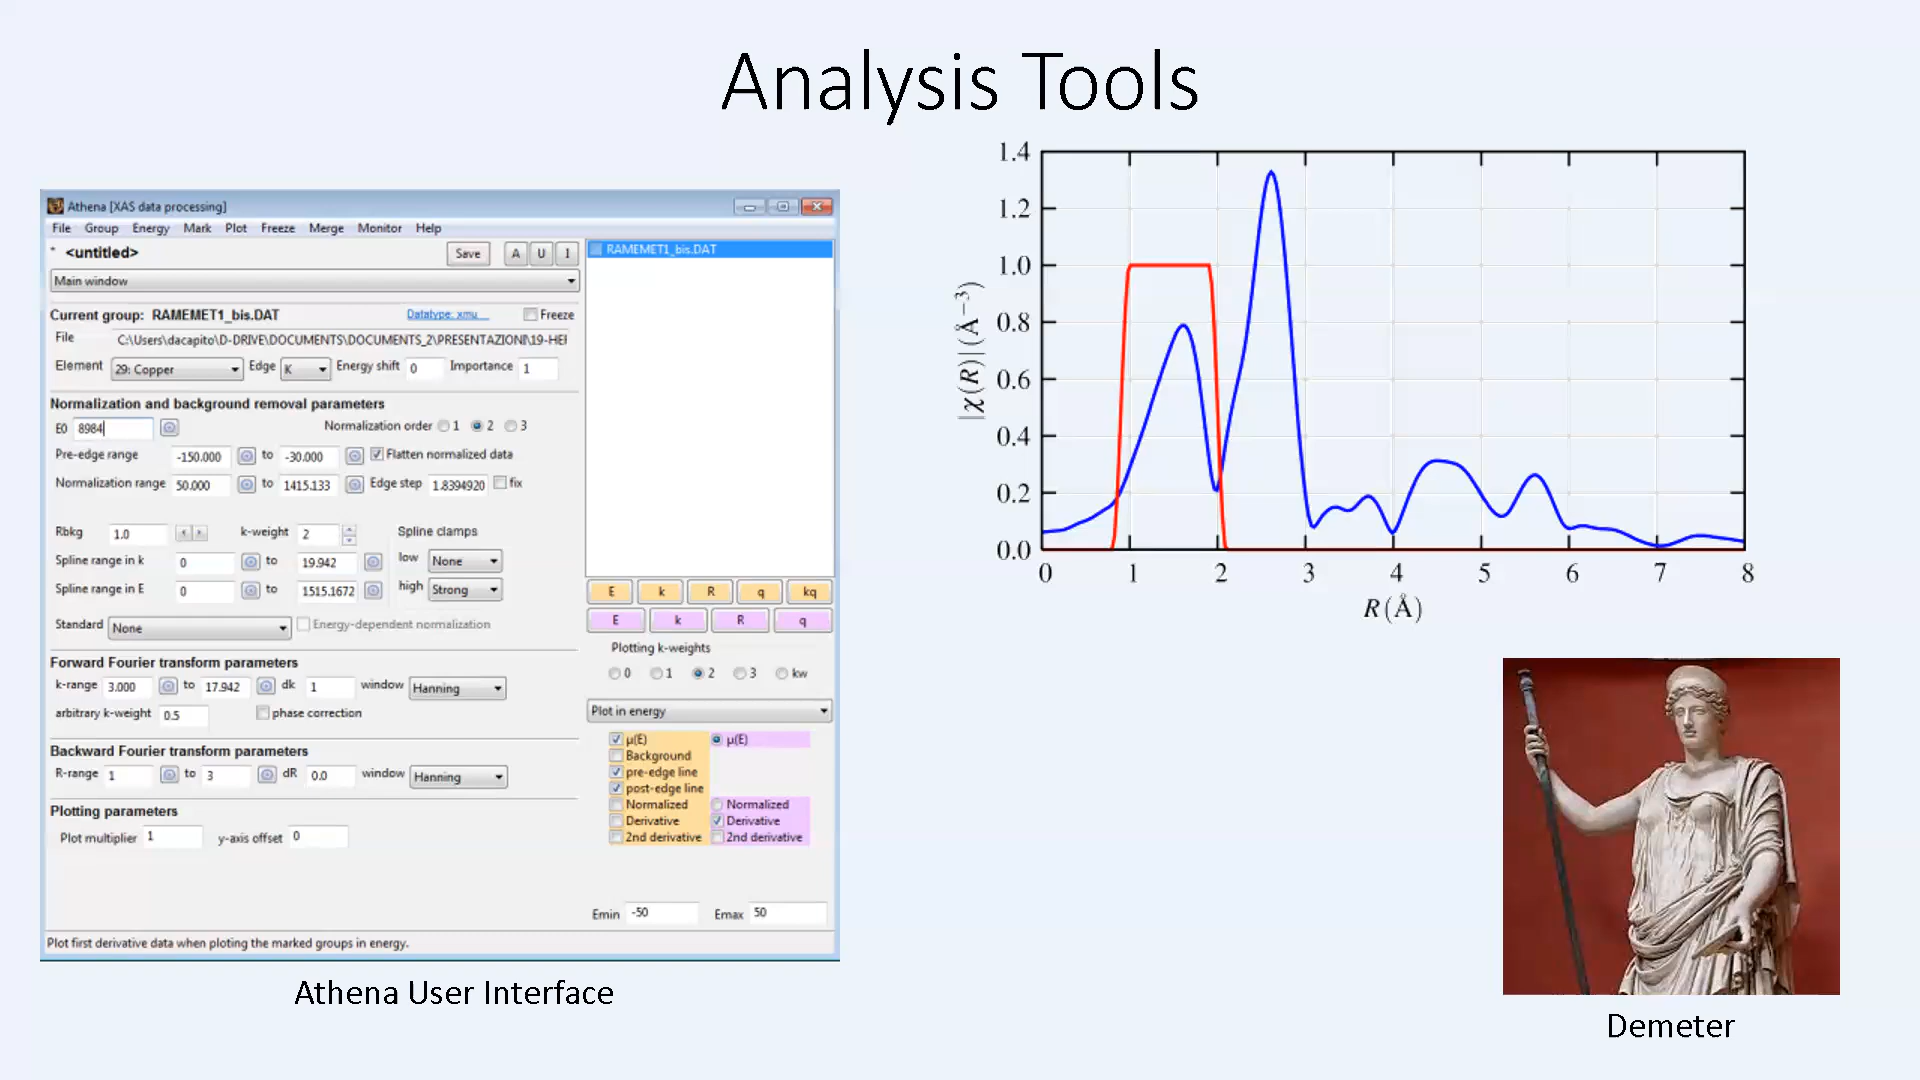 Analysis Tools
Athena [XAS data processing]
File Group Energy Mark Plot Freeze Merge Monitor Help
* <untitled> Save A U I
Main window
Current group: RAMEMET1_bis.DAT Datatype: xmu Freeze
File C:\Users\dacapito\D-DRIVE\DOCUMENTS\DOCUMENTS_2\PRESENTAZIONI\19-HEI
Element 29: Copper Edge K Energy shift 0 Importance 1
Normalization and background removal parameters
E0 8984 Normalization order 1 2 3
Pre-edge range -150.000 to -30.000 Flatten normalized data
Normalization range 50.000 to 1415.133 Edge step 1.8394920 fix
Rbkg 1.0 k-weight 2 Spline clamps
Spline range in k 0 to 19.942 low None
Spline range in E 0 to 1515.1672 high Strong
Standard None Energy-dependent normalization
Forward Fourier transform parameters
k-range 3.000 to 17.942 dk 1 window Hanning
arbitrary k-weight 0.5 phase correction
Backward Fourier transform parameters
R-range 1 to 3 dR 0.0 window Hanning
Plotting parameters
Plot multiplier 1 y-axis offset 0
RAMEMET1_bis.DAT
E k R q kq
E k R q
Plotting k-weights
0 1 2 3 kw
Plot in energy
μ(E) μ(E)
Background
pre-edge line
post-edge line
Normalized Normalized
Derivative Derivative
2nd derivative 2nd derivative
Emin -50 Emax 50
Plot first derivative data when ploting the marked groups in energy.
Athena User Interface
1.4
1.2
1.0
0.8
0.6
0.4
0.2
0.0
|χ(R)| (Å⁻³)
0 1 2 3 4 5 6 7 8
R (Å)
Demeter